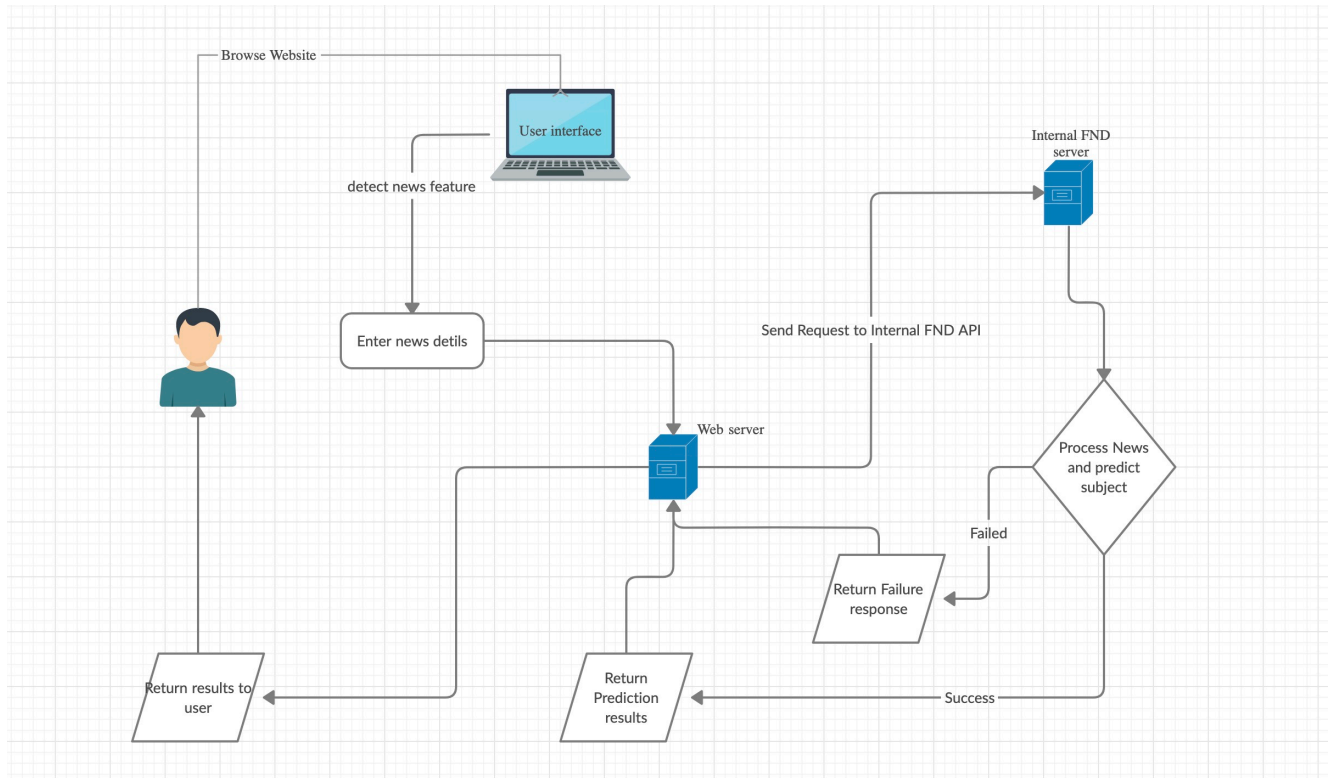 Browse Website
User interface
Internal FND
server
detect news feature
Send Request to Internal FND API
Enter news detils
Web server
Process News
and predict
subject
Failed
Return Failure
response
Return results to
user
Return
Prediction
results
Success